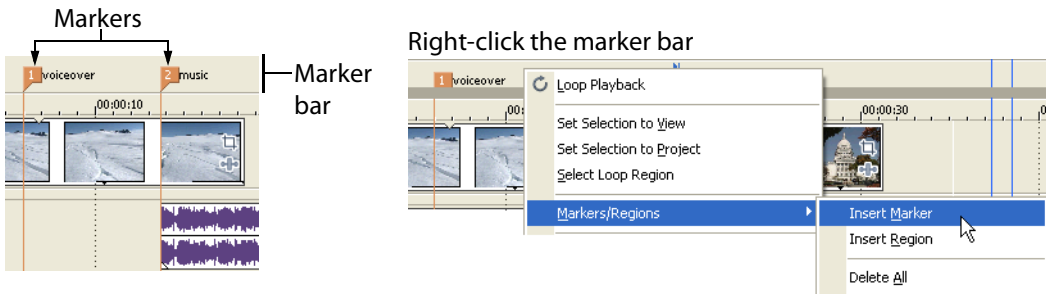 Markers
1 voiceover
2 music
Marker
bar
00:00:10
Right-click the marker bar
1 voiceover
Loop Playback
00:00:30
Set Selection to View
Set Selection to Project
Select Loop Region
Markers/Regions
Insert Marker
Insert Region
Delete All